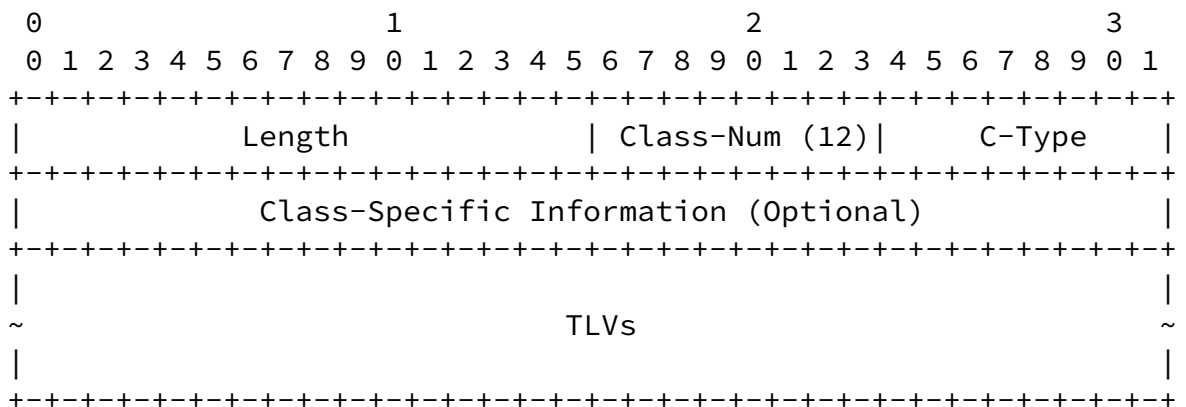 0                   1                   2                   3
 0 1 2 3 4 5 6 7 8 9 0 1 2 3 4 5 6 7 8 9 0 1 2 3 4 5 6 7 8 9 0 1
+-+-+-+-+-+-+-+-+-+-+-+-+-+-+-+-+-+-+-+-+-+-+-+-+-+-+-+-+-+-+-+-+
|            Length             | Class-Num (12)|    C-Type     |
+-+-+-+-+-+-+-+-+-+-+-+-+-+-+-+-+-+-+-+-+-+-+-+-+-+-+-+-+-+-+-+-+
|             Class-Specific Information (Optional)             |
+-+-+-+-+-+-+-+-+-+-+-+-+-+-+-+-+-+-+-+-+-+-+-+-+-+-+-+-+-+-+-+-+
|                                                               |
~                              TLVs                             ~
|                                                               |
+-+-+-+-+-+-+-+-+-+-+-+-+-+-+-+-+-+-+-+-+-+-+-+-+-+-+-+-+-+-+-+-+